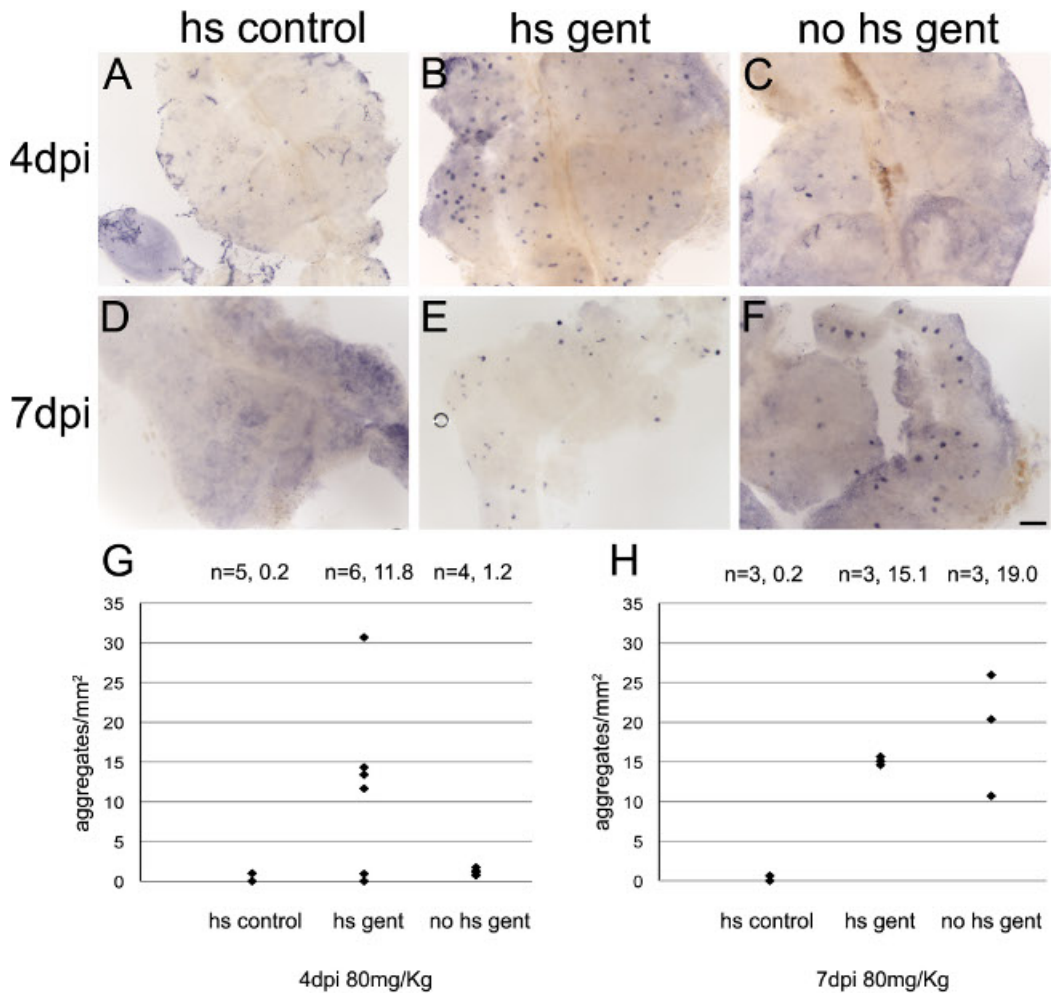 hs control hs gent no hs gent
A B C
4dpi
D E F
7dpi
G H
n=5, 0.2 n=6, 11.8 n=4, 1.2 n=3, 0.2 n=3, 15.1 n=3, 19.0
35 35
30 30
25 25
20 20
15 15
10 10
5 5
0 0
aggregates/mm² aggregates/mm²
hs control hs gent no hs gent hs control hs gent no hs gent
4dpi 80mg/Kg 7dpi 80mg/Kg